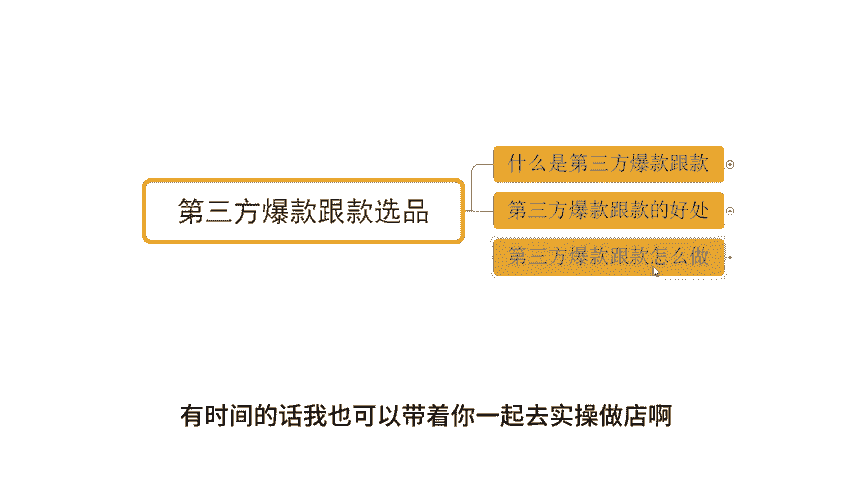 什么是第三方爆款跟款
第三方爆款跟款选品
第三方爆款跟款的好处
第三方爆款跟款怎么做
有时间的话我也可以带着你一起去实操做店啊